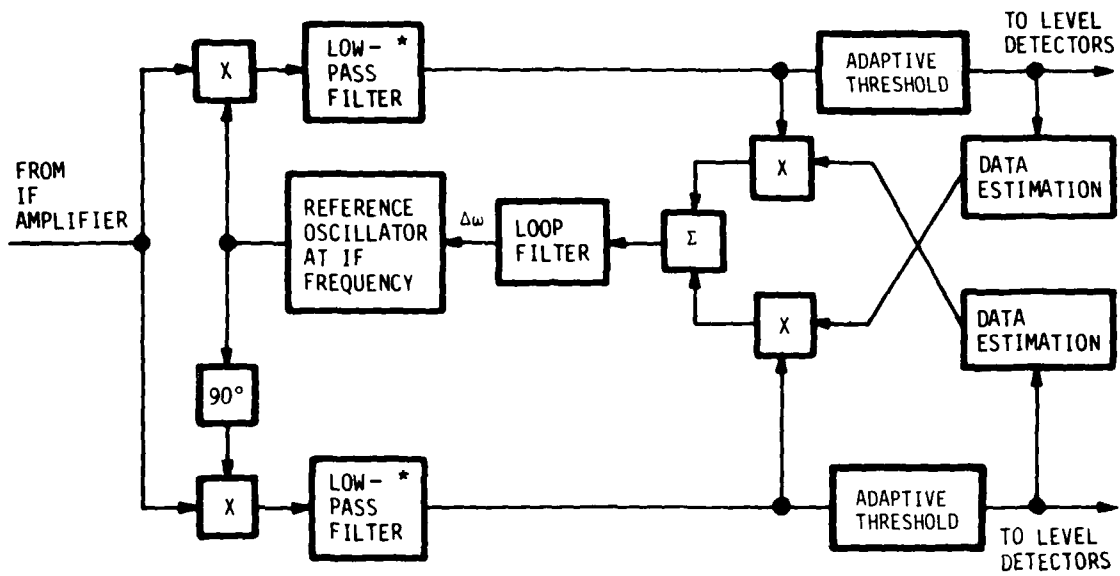 TO LEVEL
DETECTORS
LOW- *
PASS
FILTER
X
ADAPTIVE
THRESHOLD
FROM
IF
AMPLIFIER
X
DATA
ESTIMATION
REFERENCE
OSCILLATOR
AT IF
FREQUENCY
Δω
LOOP
FILTER
Σ
X
DATA
ESTIMATION
90°
X
LOW- *
PASS
FILTER
ADAPTIVE
THRESHOLD
TO LEVEL
DETECTORS